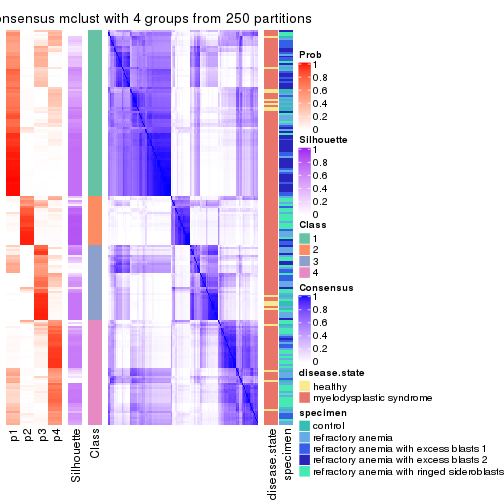 onsensus mclust with 4 groups from 250 partitions
Prob
1
0.8
0.6
0.4
0.2
0
Silhouette
1
0.8
0.6
0.4
0.2
0
Class
1
2
3
4
Consensus
1
0.8
0.6
0.4
0.2
0
disease.state
healthy
myelodysplastic syndrome
specimen
control
refractory anemia
refractory anemia with excess blasts 1
refractory anemia with excess blasts 2
refractory anemia with ringed sideroblasts
p1
p2
p3
p4
Silhouette
Class
disease.state
specimen